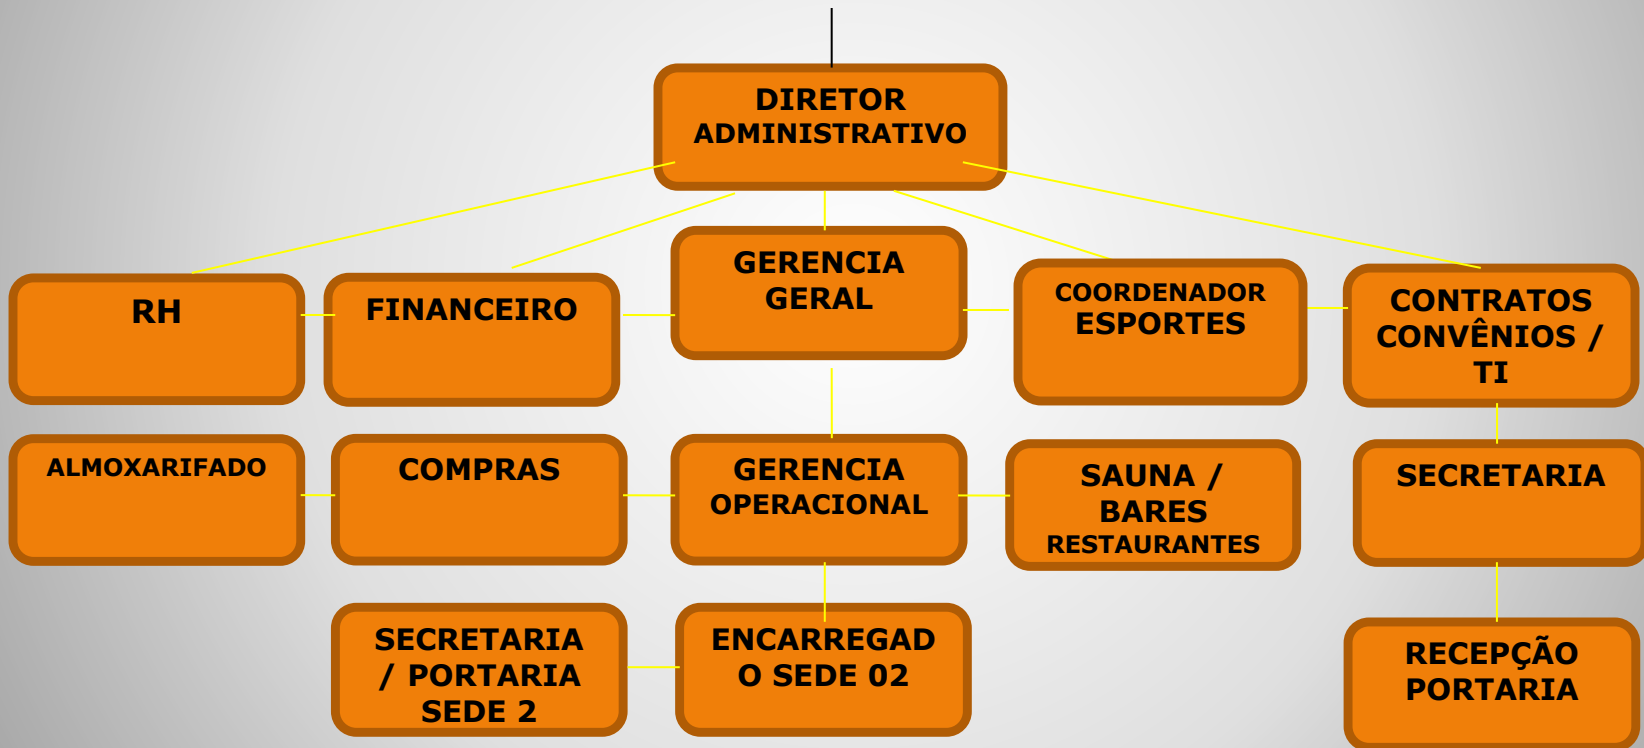 DIRETOR
ADMINISTRATIVO
RH
FINANCEIRO
GERENCIA
GERAL
COORDENADOR
ESPORTES
CONTRATOS
CONVÊNIOS /
TI
ALMOXARIFADO
COMPRAS
GERENCIA
OPERACIONAL
SAUNA /
BARES
RESTAURANTES
SECRETARIA
SECRETARIA
/ PORTARIA
SEDE 2
ENCARREGAD
O SEDE 02
RECEPÇÃO
PORTARIA